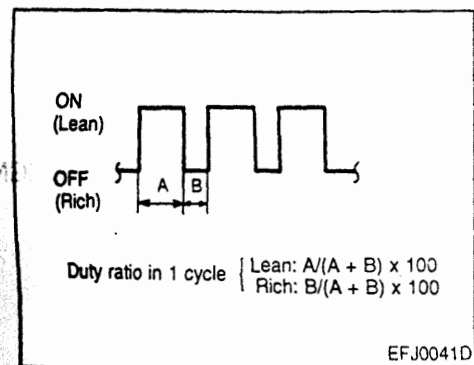 ON
(Lean)
OFF
(Rich)
A
B
Duty ratio in 1 cycle { Lean: A/(A + B) x 100
Rich: B/(A + B) x 100
EFJ0041D